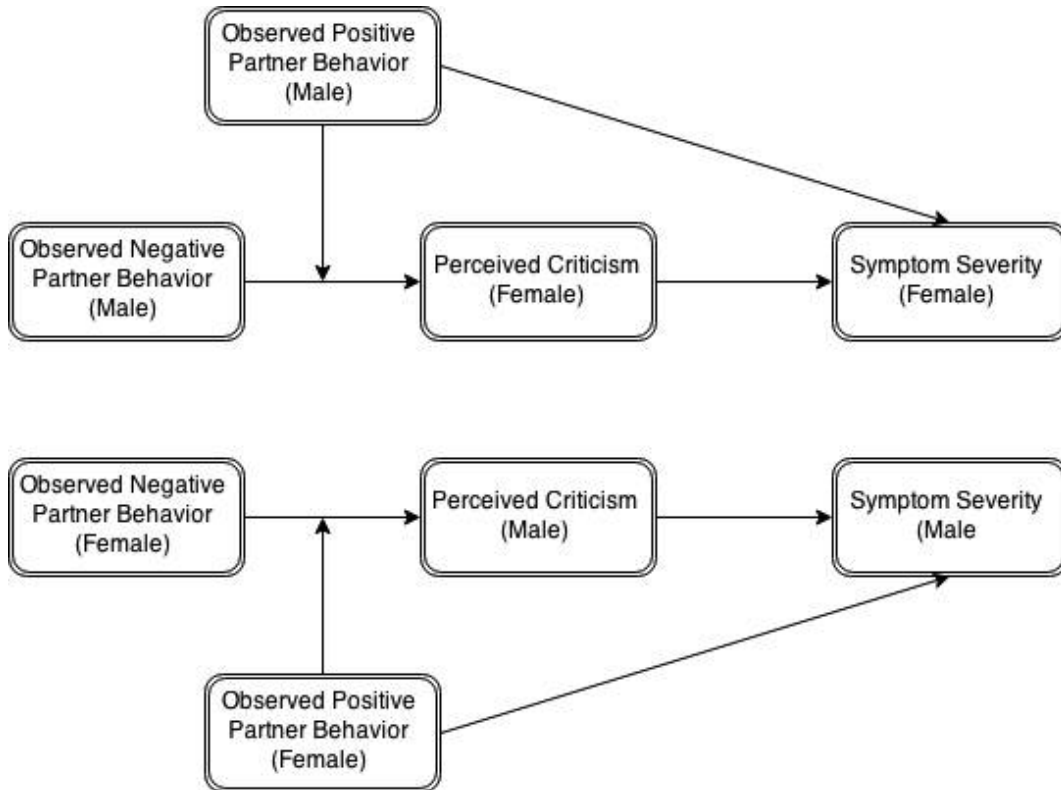 Observed Positive
Partner Behavior
(Male)
Observed Negative
Partner Behavior
(Male)
Perceived Criticism
(Female)
Symptom Severity
(Female)
Observed Negative
Partner Behavior
(Female)
Perceived Criticism
(Male)
Symptom Severity
(Male
Observed Positive
Partner Behavior
(Female)